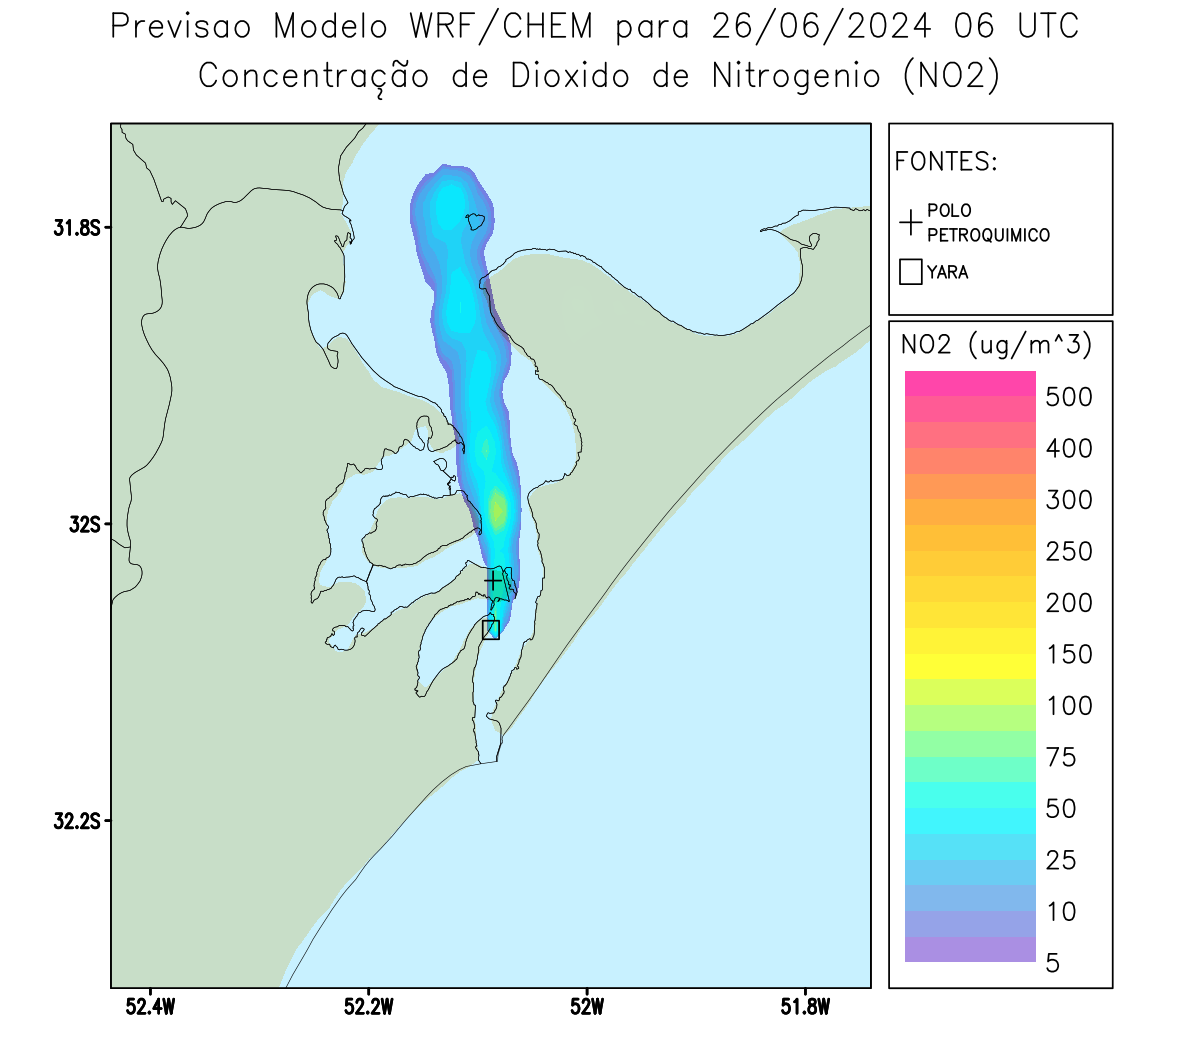 Previsao Modelo WRF/CHEM para 26/06/2024 06 UTC
Concentração de Dioxido de Nitrogenio (NO2)
FONTES:
POLO
PETROQUIMICO
YARA
31.8S
32S
32.2S
52.4W
52.2W
52W
51.8W
NO2 (ug/m^3)
500
400
300
250
200
150
100
75
50
25
10
5